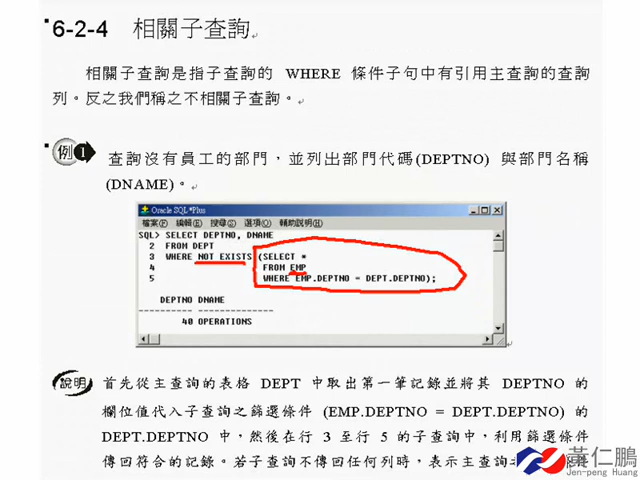 6-2-4 相關子查詢
相關子查詢是指子查詢的 WHERE 條件子句中有引用主查詢的查詢
列。反之我們稱之不相關子查詢。
例 1 查詢沒有員工的部門，並列出部門代碼(DEPTNO) 與部門名稱
(DNAME)。
Oracle SQL*Plus
檔案(F) 編輯(E) 搜尋(S) 選項(O) 輔助說明(H)
SQL> SELECT DEPTNO, DNAME
2 FROM DEPT
3 WHERE NOT EXISTS (SELECT *
4 FROM EMP
5 WHERE EMP.DEPTNO = DEPT.DEPTNO);
DEPTNO DNAME
---------- --------------
40 OPERATIONS
說明 首先從主查詢的表格 DEPT 中取出第一筆記錄並將其 DEPTNO 的
欄位值代入子查詢之篩選條件 (EMP.DEPTNO = DEPT.DEPTNO) 的
DEPT.DEPTNO 中，然後在行 3 至行 5 的子查詢中，利用篩選條件
傳回符合的記錄。若子查詢不傳回任何列時，表示主查詢
黃仁鵬
Jen-peng Huang